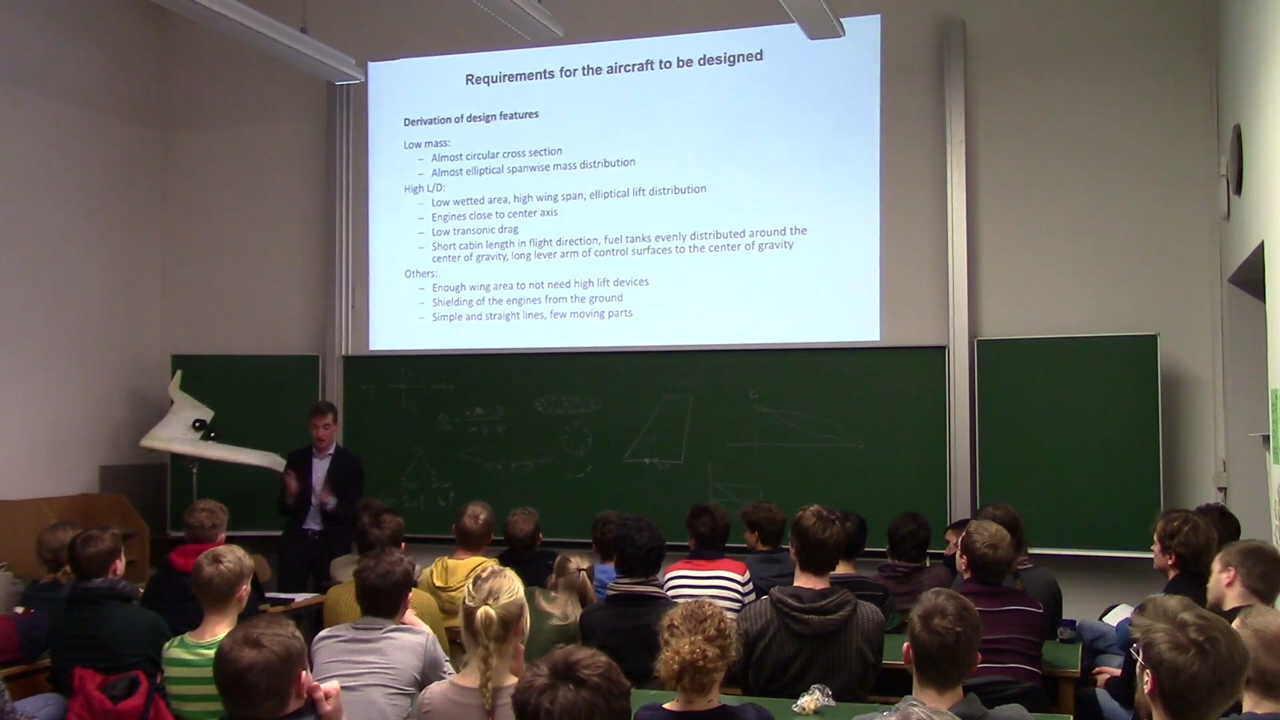 Requirements for the aircraft to be designed
Derivation of design features
Low mass:
– Almost circular cross section
– Almost elliptical spanwise mass distribution
High L/D:
– Low wetted area, high wing span, elliptical lift distribution
– Engines close to center axis
– Low transonic drag
– Short cabin length in flight direction, fuel tanks evenly distributed around the
center of gravity, long lever arm of control surfaces to the center of gravity
Others:
– Enough wing area to not need high lift devices
– Shielding of the engines from the ground
– Simple and straight lines, few moving parts